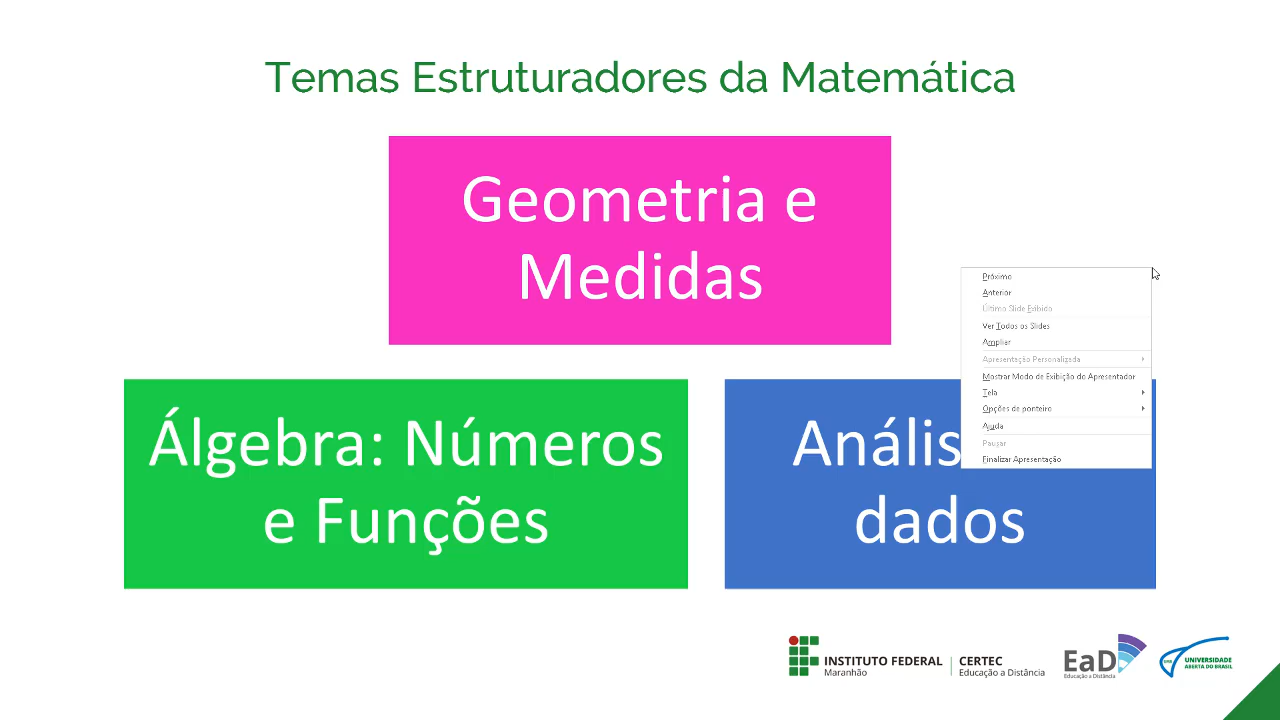 Temas Estruturadores da Matemática
Geometria e
Medidas
Álgebra: Números
e Funções
Anális
dados
Próximo
Anterior
Último Slide Exibido
Ver Todos os Slides
Ampliar
Apresentação Personalizada
Mostrar Modo de Exibição do Apresentador
Tela
Opções de ponteiro
Ajuda
Pausar
Finalizar Apresentação
INSTITUTO FEDERAL
Maranhão
CERTEC
Educação a Distância
EaD
Educação a Distância
UAB
UNIVERSIDADE
ABERTA DO BRASIL